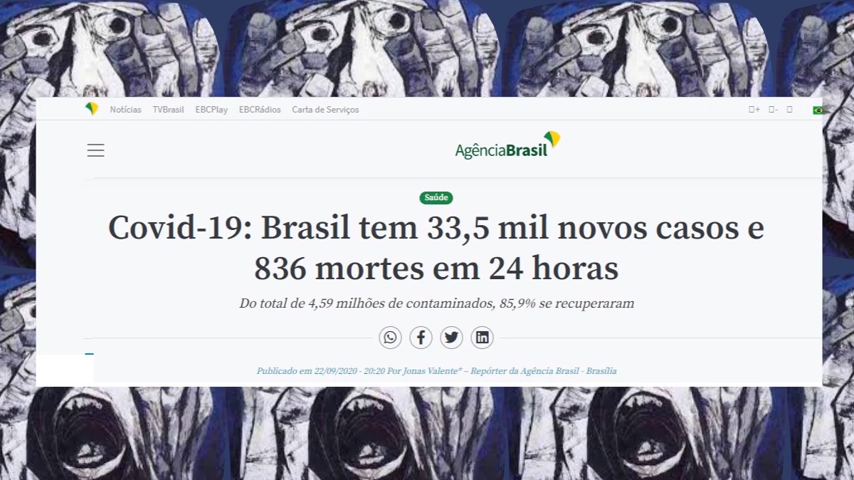 Notícias TVBrasil EBCPlay EBCRádios Carta de Serviços
AgênciaBrasil
Saúde
Covid-19: Brasil tem 33,5 mil novos casos e
836 mortes em 24 horas
Do total de 4,59 milhões de contaminados, 85,9% se recuperaram
Publicado em 22/09/2020 - 20:20 Por Jonas Valente* – Repórter da Agência Brasil - Brasília